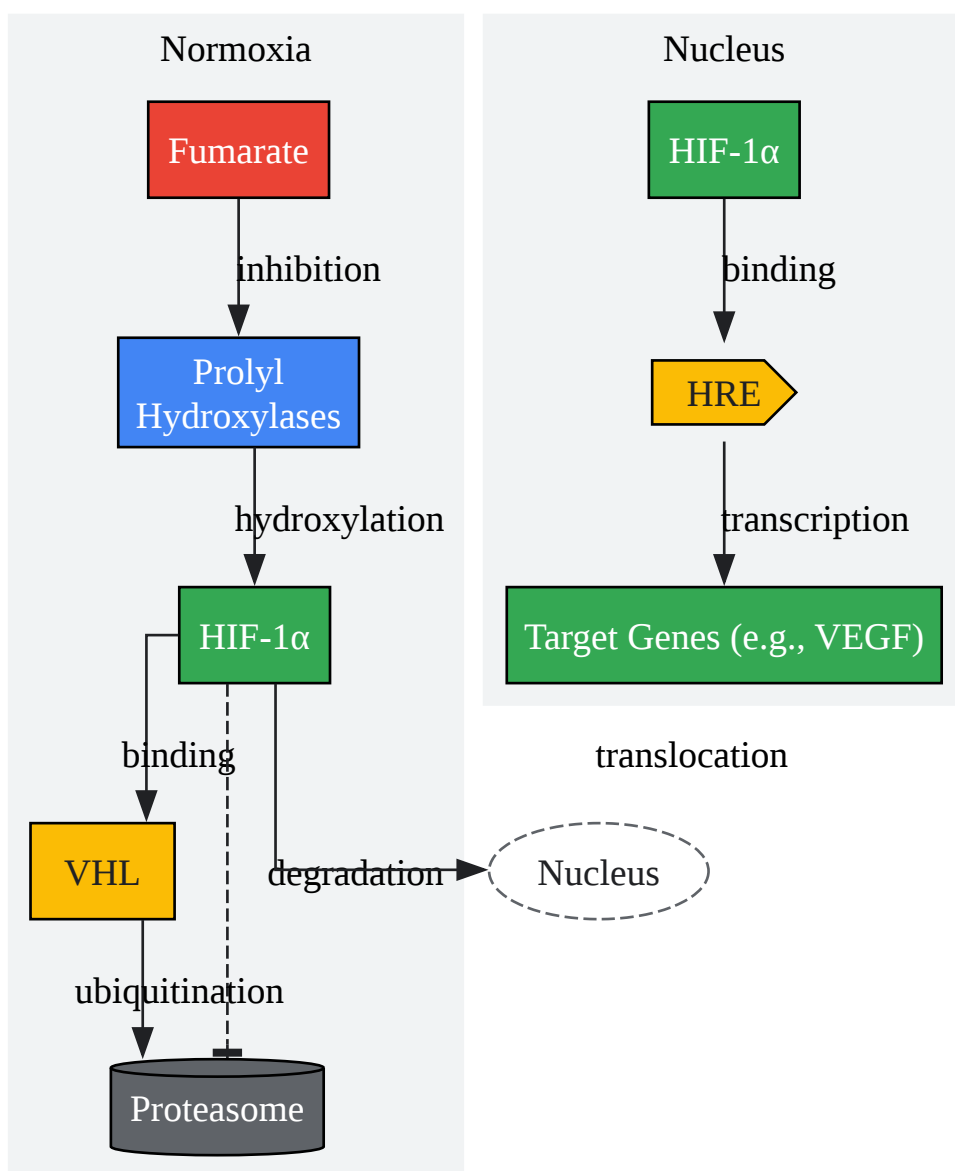 Normoxia
Fumarate
inhibition
Prolyl
Hydroxylases
hydroxylation
HIF-1α
binding
VHL
degradation
ubiquitination
Proteasome
Nucleus
HIF-1α
binding
HRE
transcription
Target Genes (e.g., VEGF)
translocation
Nucleus